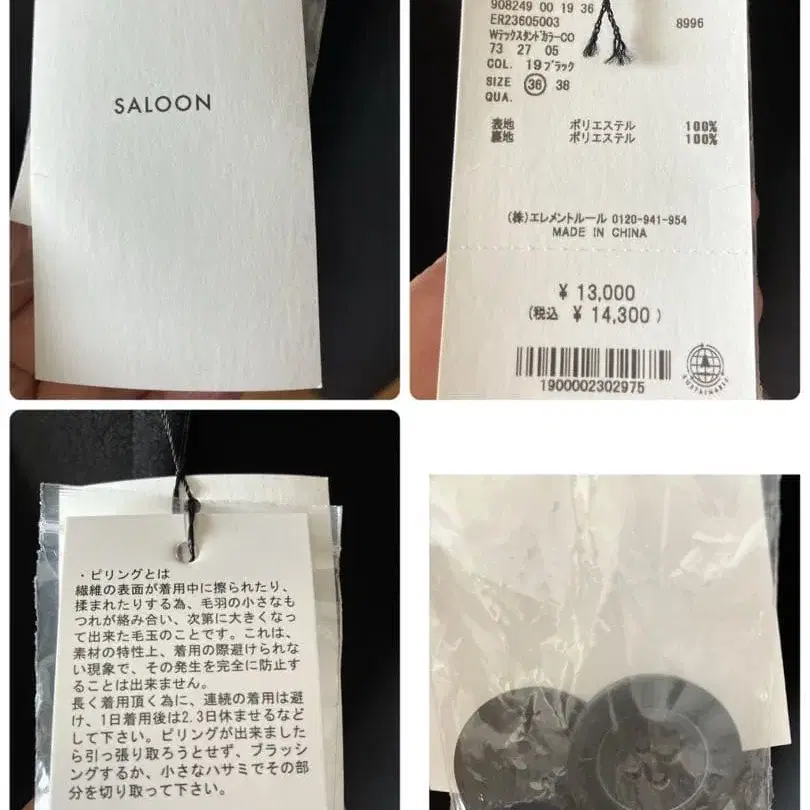 SALOON
908249 00 19 36
ER23605003
8996
WテックスタンドカラーCO
73 27 05
COL. 19ブラック
SIZE 36 38
QUA.
表地 ポリエステル 100%
裏地 ポリエステル 100%
(株)エレメントルール 0120-941-954
MADE IN CHINA
¥ 13,000
(税込 ¥ 14,300 )
1900002302975
SUSTAINABLE
・ピリングとは
繊維の表面が着用中に擦られたり、
揉まれたりする為、毛羽の小さなも
つれが絡み合い、次第に大きくなっ
て出来た毛玉のことです。これは、
素材の特性上、着用の際避けられな
い現象で、その発生を完全に防止す
ることは出来ません。
長く着用頂く為に、連続の着用は避
け、1日着用後は2.3日休ませるなど
して下さい。ピリングが出来ました
ら引っ張り取ろうとせず、ブラッシ
ングするか、小さなハサミでその部
分を切り取って下さい。